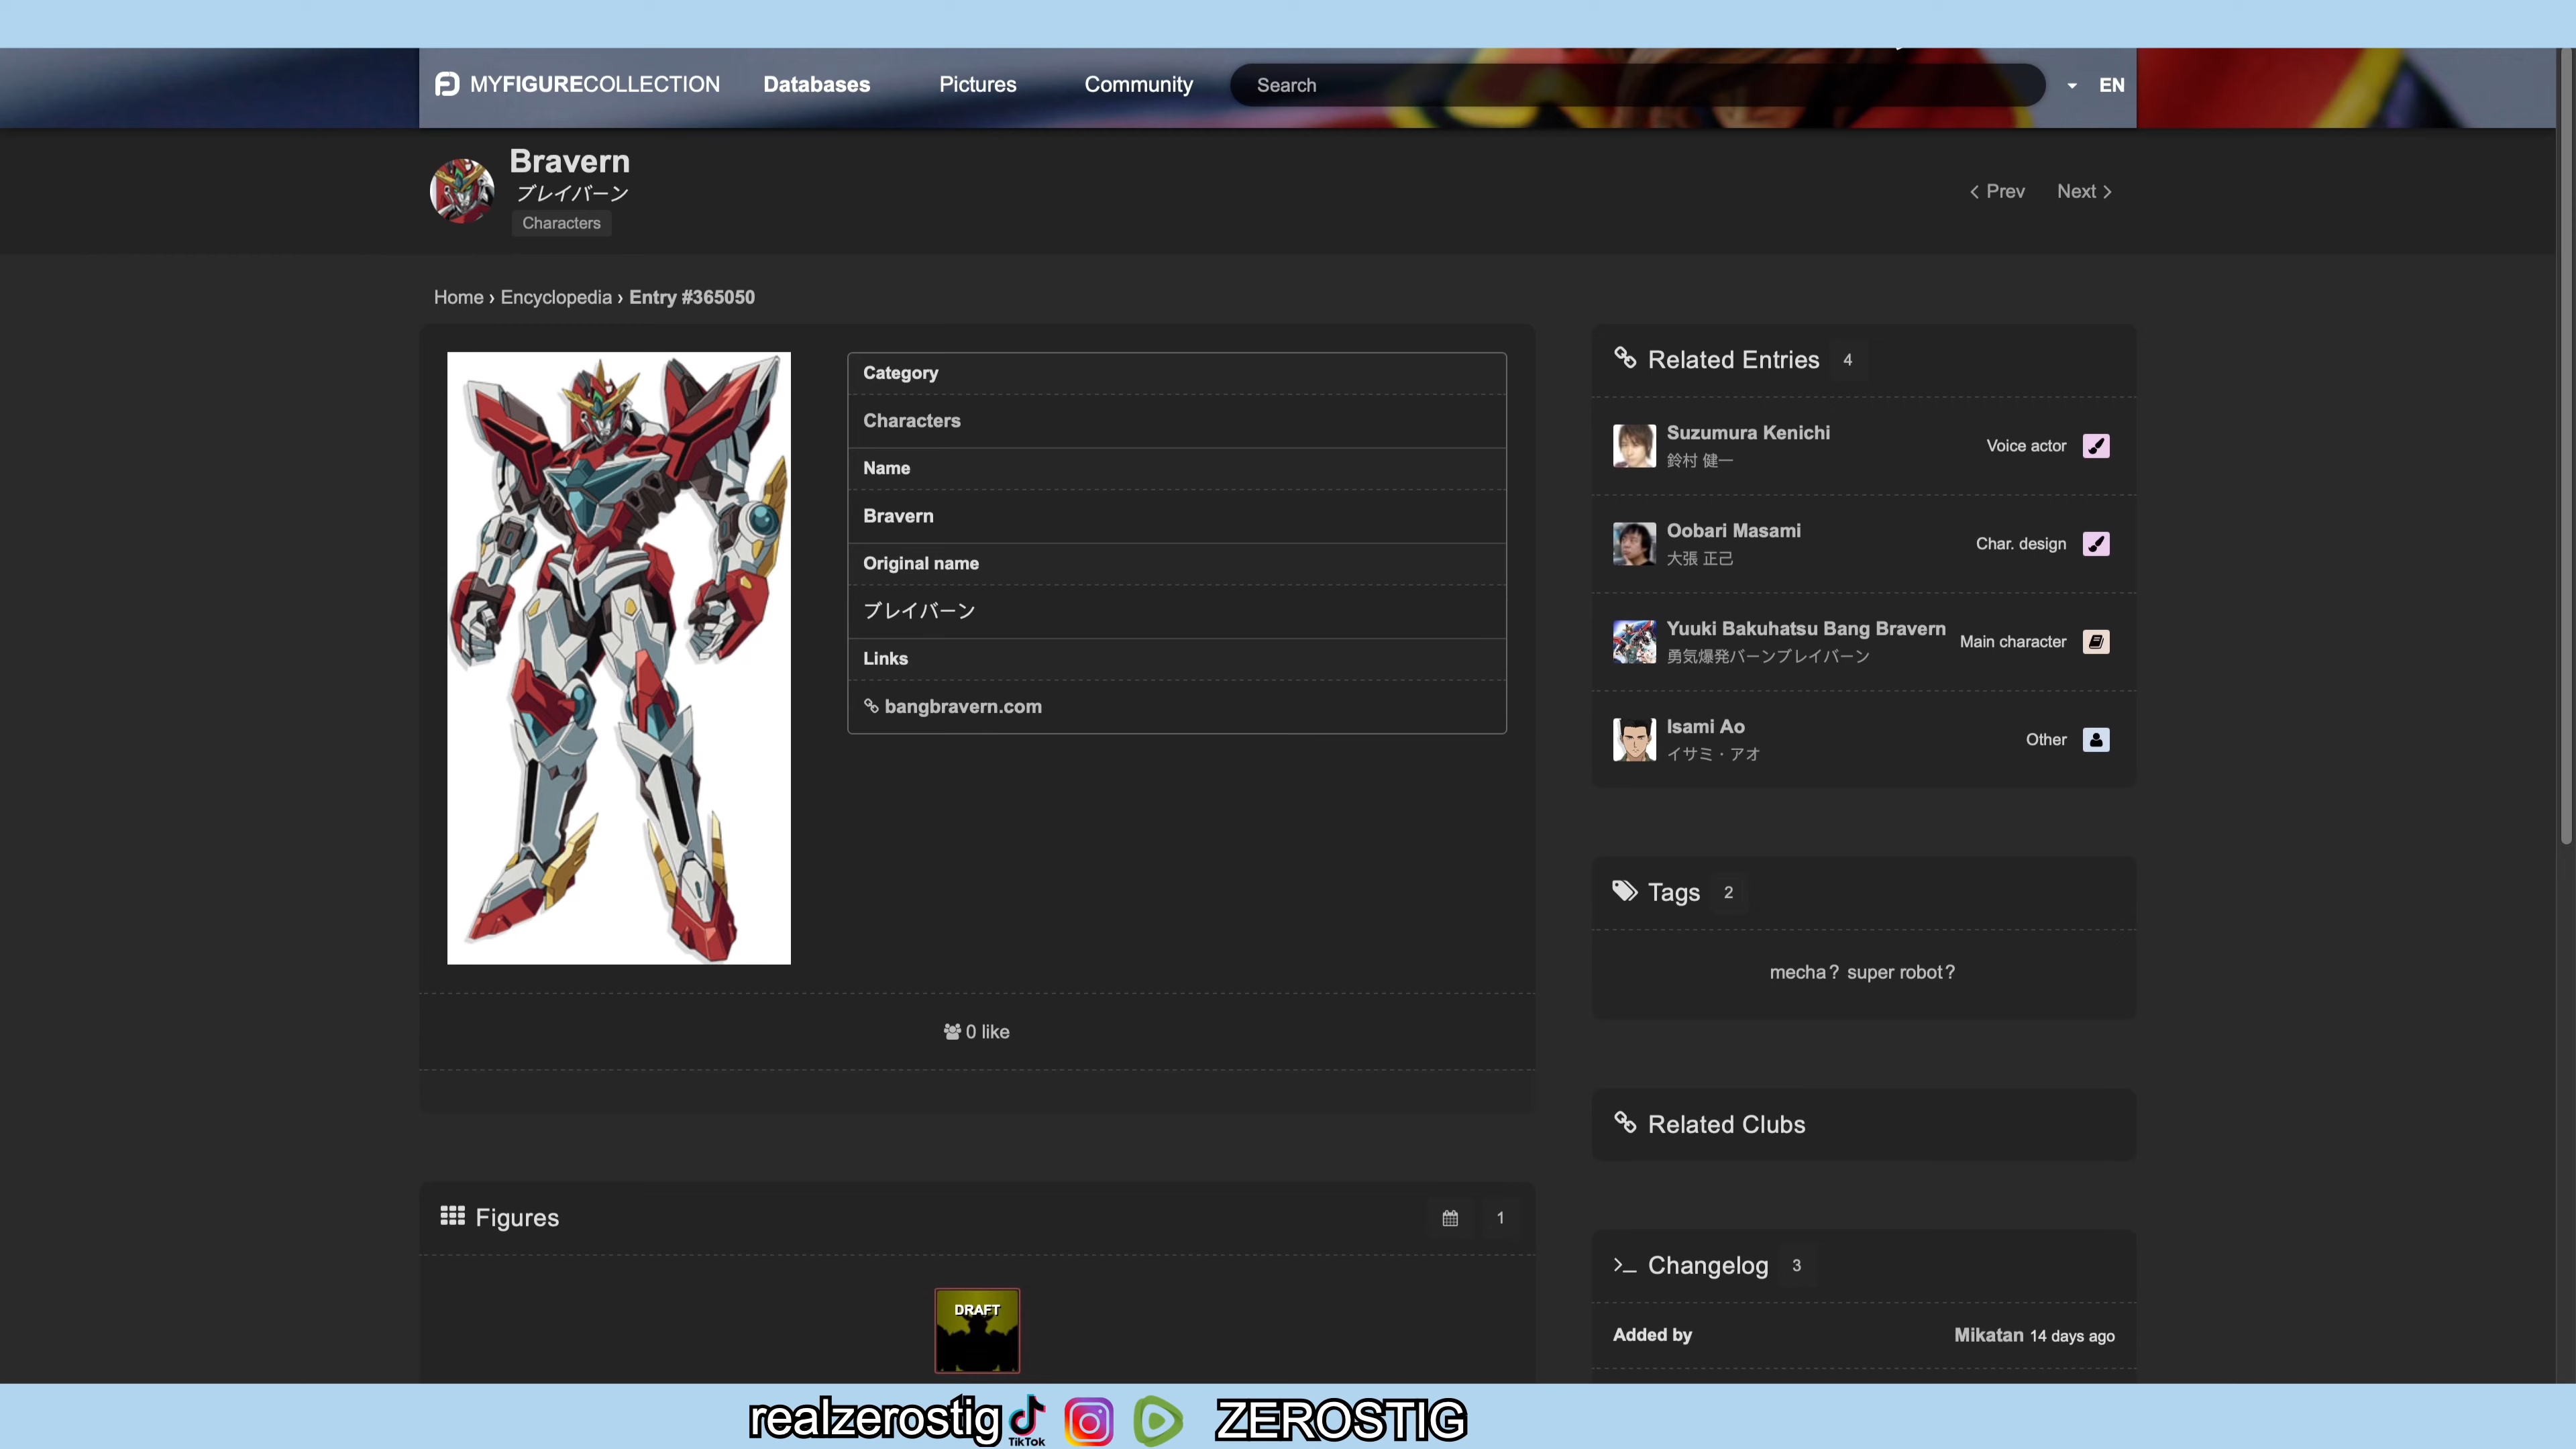 MYFIGURECOLLECTION Databases Pictures Community Search EN
Bravern
ブレイバーン
Characters
Prev Next
Home › Encyclopedia › Entry #365050
Category
Characters
Name
Bravern
Original name
ブレイバーン
Links
bangbravern.com
0 like
Figures 1
DRAFT
Related Entries 4
Suzumura Kenichi
鈴村 健一
Voice actor
Oobari Masami
大張 正己
Char. design
Yuuki Bakuhatsu Bang Bravern
勇気爆発バーンブレイバーン
Main character
Isami Ao
イサミ・アオ
Other
Tags 2
mecha? super robot?
Related Clubs
Changelog 3
Added by Mikatan 14 days ago
realzerostig TikTok ZEROSTIG